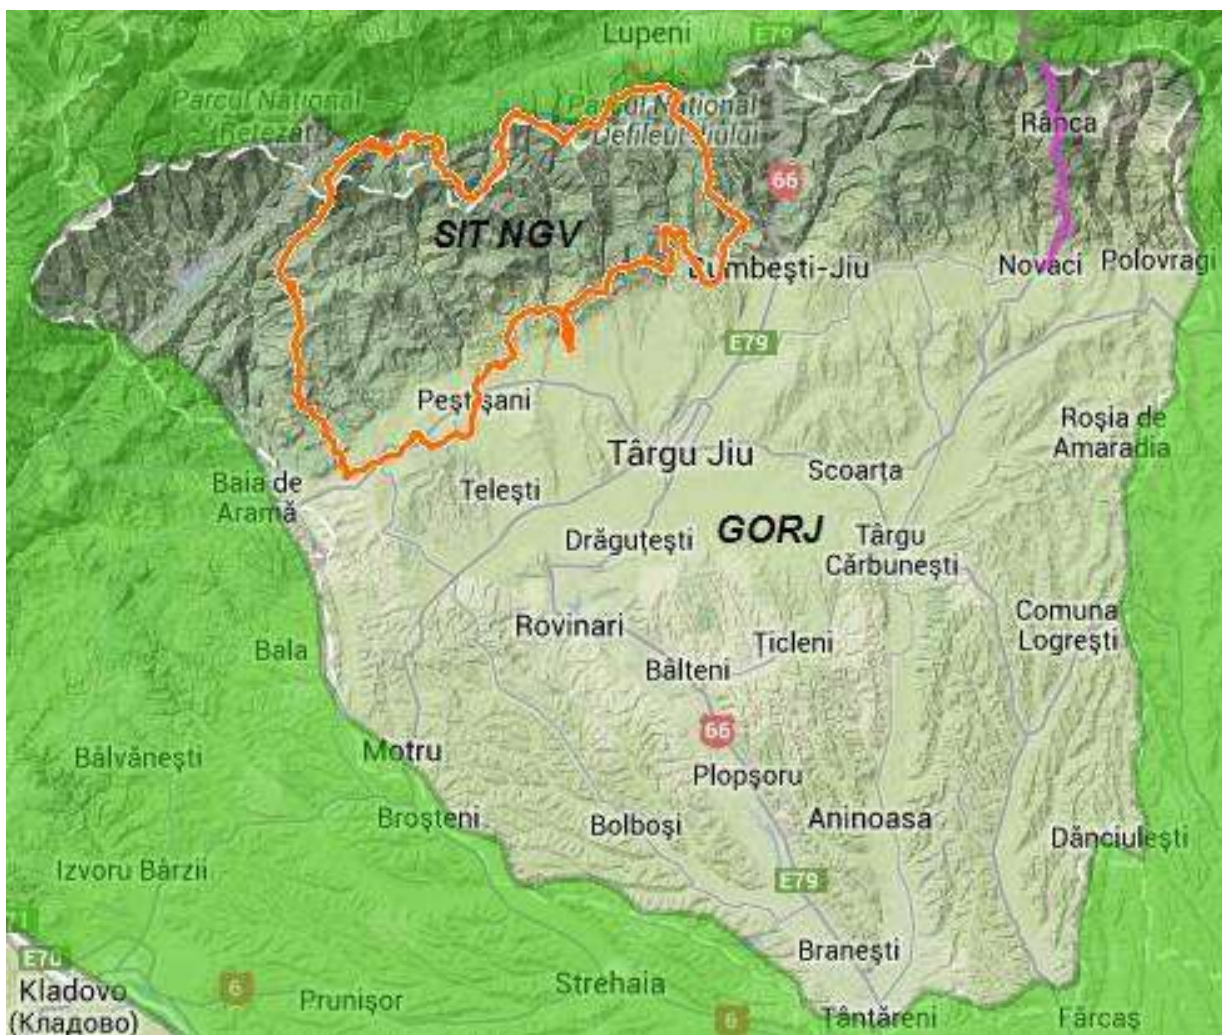 Lupeni
E79
Parcul Național
(Retezat)
Parcul Național
Defileul Jiului
Rânca
66
SIT NGV
Bumbești-Jiu
Novaci
Polovragi
E79
Peștișani
Roșia de
Amaradia
Târgu Jiu
Scoarța
Baia de
Aramă
Telești
GORJ
Drăguțești
Târgu
Cărbunești
Rovinari
Comuna
Logrești
Țicleni
Bala
Bâlteni
66
Motru
Bâlvănești
Plopșoru
Broșteni
Bolboși
Aninoasa
Dănciulești
Izvoru Bârzii
E79
Braneşti
E70
Kladovo
(Кладово)
6
Prunișor
Strehaia
6
Țânțăreni
Fărcaș